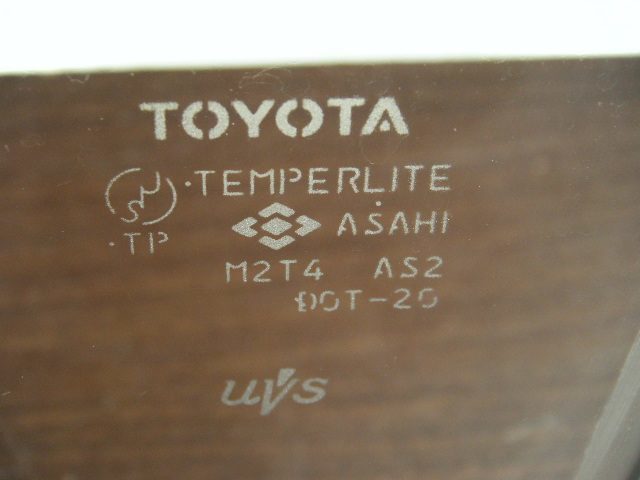 TOYOTA
TEMPERLITE
TP
ASAHI
M2T4 AS2
DOT-20
UVS